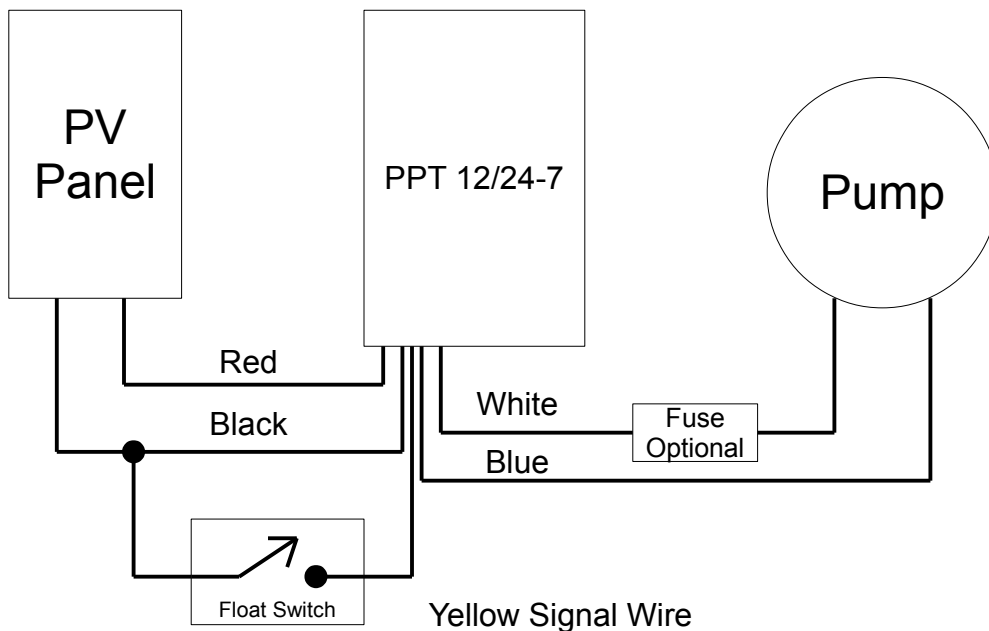 PV
Panel
PPT 12/24-7
Pump
Red
Black
White
Fuse
Optional
Blue
Float Switch
Yellow Signal Wire